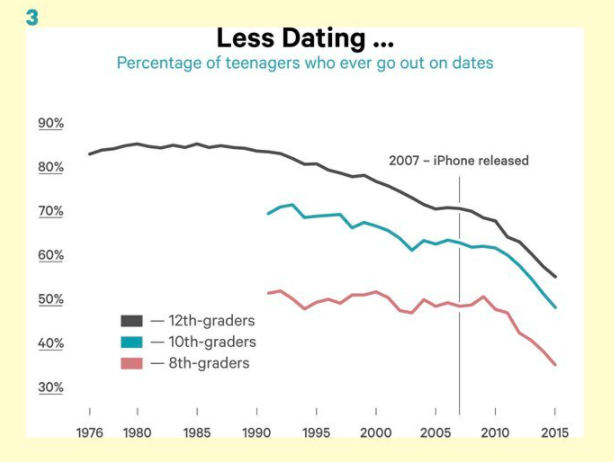 3
Less Dating ...
Percentage of teenagers who ever go out on dates
90%
80%
2007 – iPhone released
70%
60%
50%
— 12th-graders
— 10th-graders
40%
— 8th-graders
30%
1976 1980 1985 1990 1995 2000 2005 2010 2015